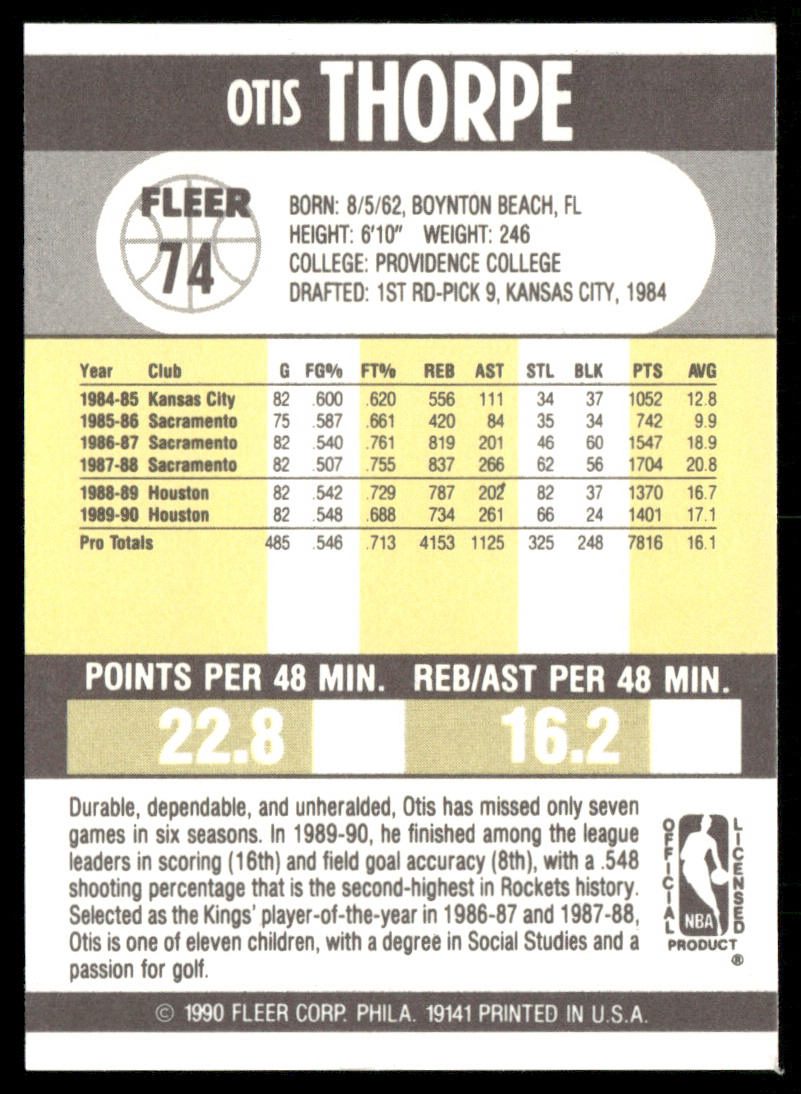 OTIS THORPE
FLEER
74
BORN: 8/5/62, BOYNTON BEACH, FL
HEIGHT: 6'10" WEIGHT: 246
COLLEGE: PROVIDENCE COLLEGE
DRAFTED: 1ST RD-PICK 9, KANSAS CITY, 1984
Year Club G FG% FT% REB AST STL BLK PTS AVG
1984-85 Kansas City 82 .600 .620 556 111 34 37 1052 12.8
1985-86 Sacramento 75 .587 .661 420 84 35 34 742 9.9
1986-87 Sacramento 82 .540 .761 819 201 46 60 1547 18.9
1987-88 Sacramento 82 .507 .755 837 266 62 56 1704 20.8
1988-89 Houston 82 .542 .729 787 202 82 37 1370 16.7
1989-90 Houston 82 .548 .688 734 261 66 24 1401 17.1
Pro Totals 485 .546 .713 4153 1125 325 248 7816 16.1
POINTS PER 48 MIN. REB/AST PER 48 MIN.
22.8 16.2
Durable, dependable, and unheralded, Otis has missed only seven
games in six seasons. In 1989-90, he finished among the league
leaders in scoring (16th) and field goal accuracy (8th), with a .548
shooting percentage that is the second-highest in Rockets history.
Selected as the Kings' player-of-the-year in 1986-87 and 1987-88,
Otis is one of eleven children, with a degree in Social Studies and a
passion for golf.
OFFICIAL
LICENSED
NBA
PRODUCT
®
© 1990 FLEER CORP. PHILA. 19141 PRINTED IN U.S.A.